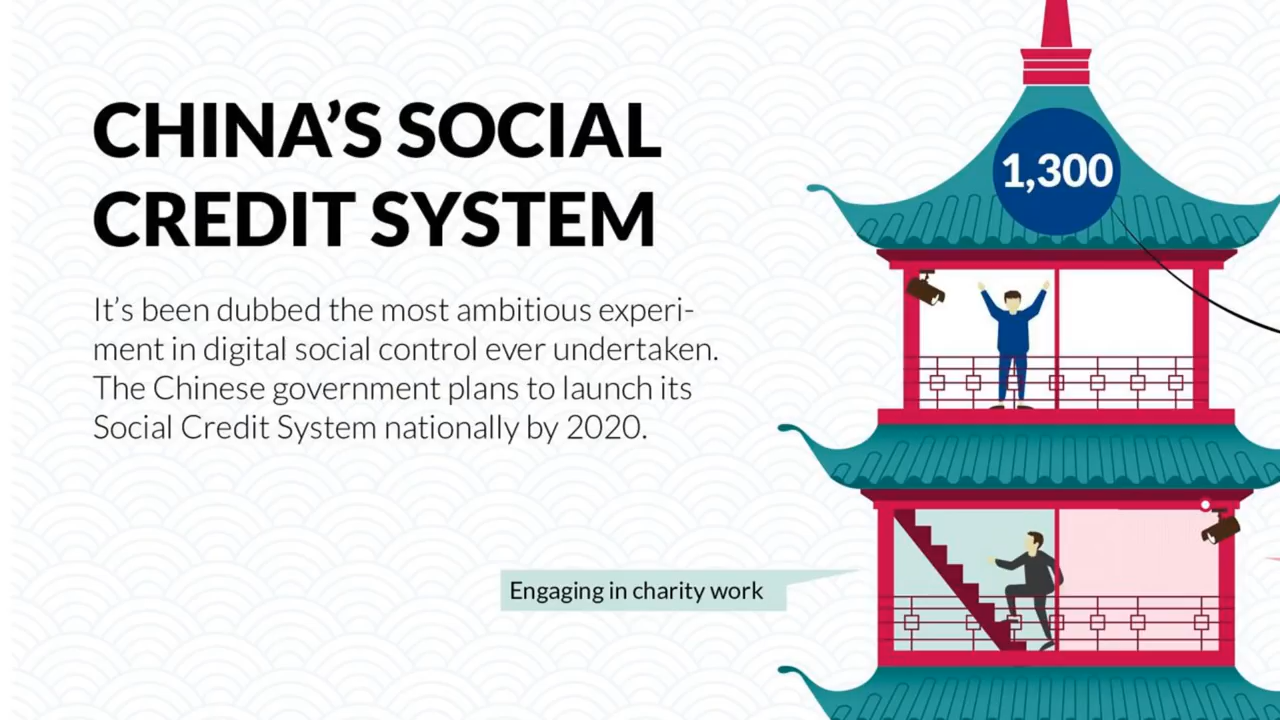 CHINA’S SOCIAL
CREDIT SYSTEM
It’s been dubbed the most ambitious experi-
ment in digital social control ever undertaken.
The Chinese government plans to launch its
Social Credit System nationally by 2020.
1,300
Engaging in charity work